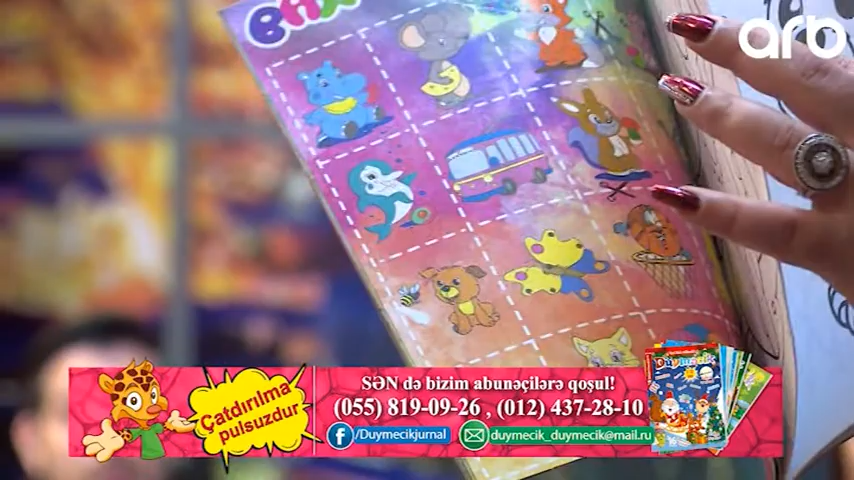 arb
Çatdırılma
pulsuzdur
SƏN də bizim abunəçilərə qoşul!
(055) 819-09-26 , (012) 437-28-10
/Duymecikjurnal
duymecik_duymecik@mail.ru
Düyməcik